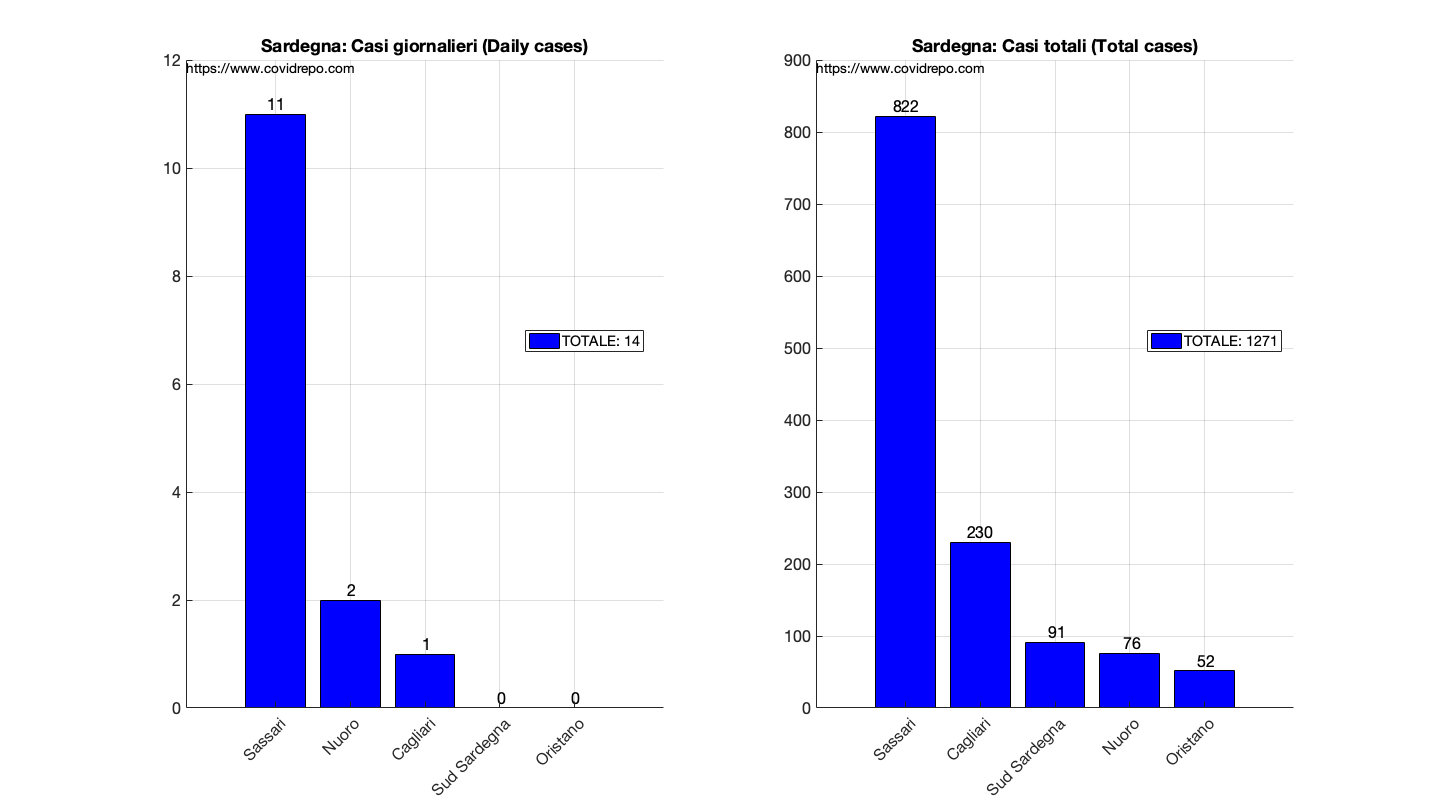 Sardegna: Casi giornalieri (Daily cases)
https://www.covidrepo.com
12
10
8
6
4
2
0
11
2
1
0
0
TOTALE: 14
Sassari
Nuoro
Cagliari
Sud Sardegna
Oristano
Sardegna: Casi totali (Total cases)
https://www.covidrepo.com
900
800
700
600
500
400
300
200
100
0
822
230
91
76
52
TOTALE: 1271
Sassari
Cagliari
Sud Sardegna
Nuoro
Oristano